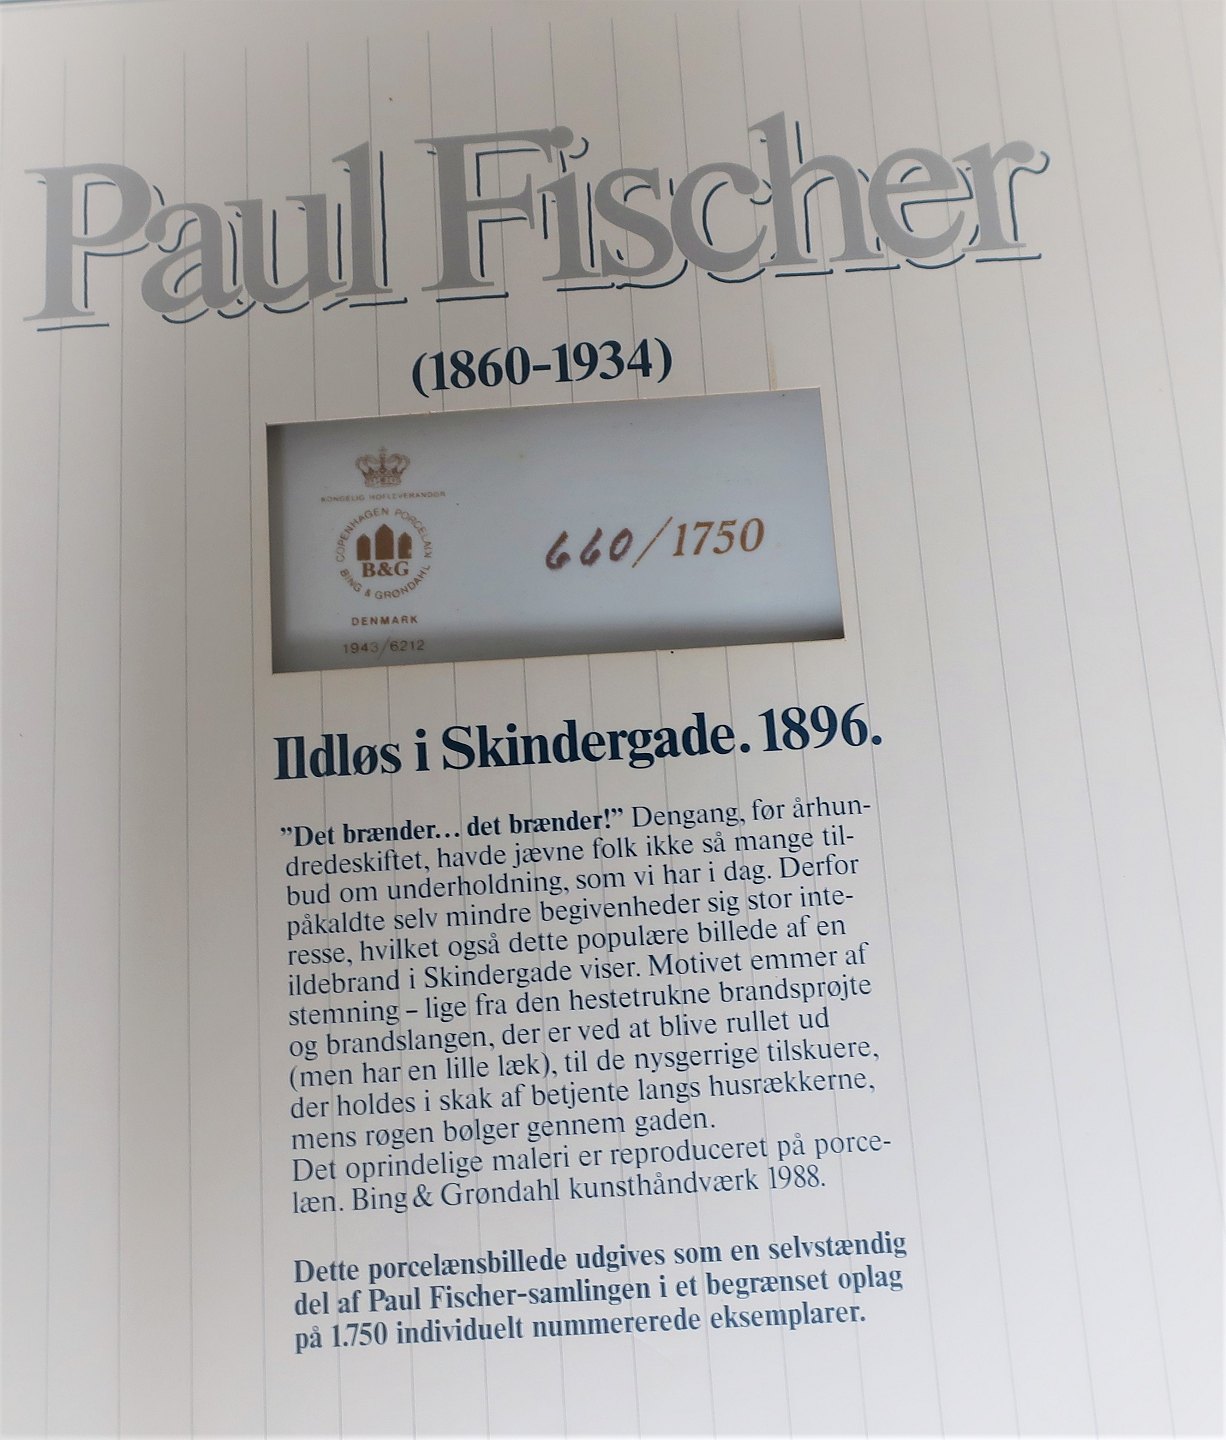 Paul Fischer
(1860-1934)
KONGELIG HOFLEVERANDØR
COPENHAGEN PORCELAIN
B&G
BING & GRØNDAHL
DENMARK
1943/6212
660/1750
Ildløs i Skindergade. 1896.
”Det brænder... det brænder!” Dengang, før århun-
dredeskiftet, havde jævne folk ikke så mange til-
bud om underholdning, som vi har i dag. Derfor
påkaldte selv mindre begivenheder sig stor inte-
resse, hvilket også dette populære billede af en
ildebrand i Skindergade viser. Motivet emmer af
stemning – lige fra den hestetrukne brandsprøjte
og brandslangen, der er ved at blive rullet ud
(men har en lille læk), til de nysgerrige tilskuere,
der holdes i skak af betjente langs husrækkerne,
mens røgen bølger gennem gaden.
Det oprindelige maleri er reproduceret på porce-
læn. Bing & Grøndahl kunsthåndværk 1988.
Dette porcelænsbillede udgives som en selvstændig
del af Paul Fischer-samlingen i et begrænset oplag
på 1.750 individuelt nummererede eksemplarer.